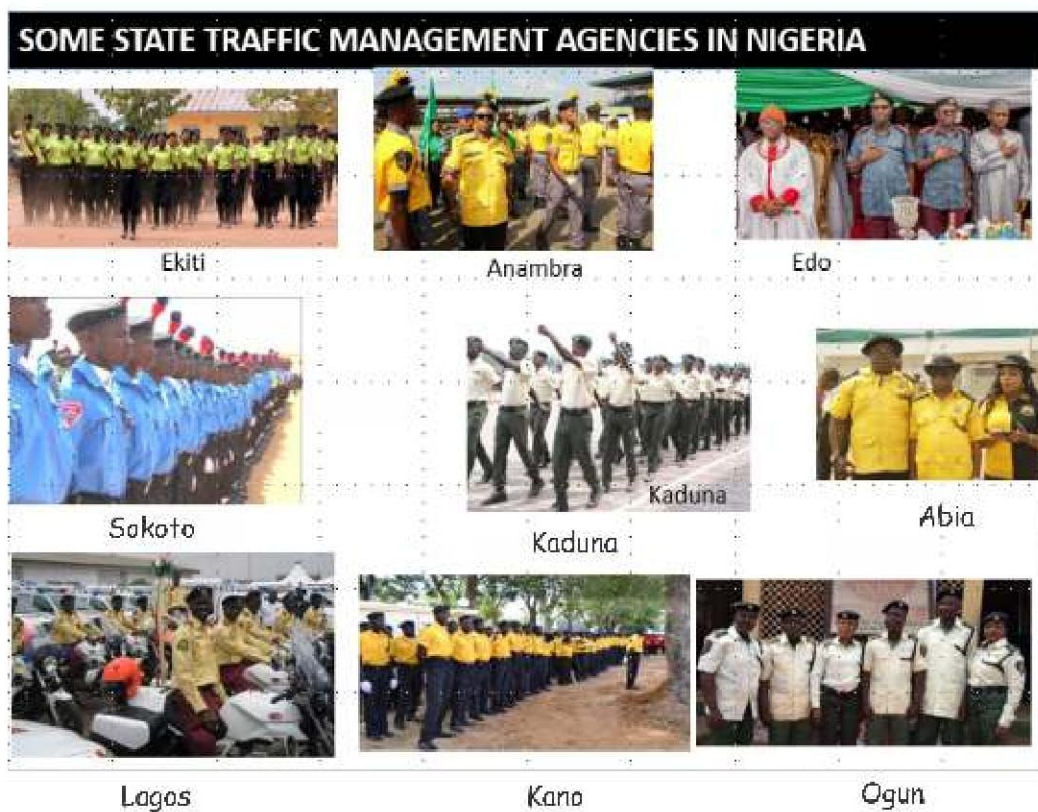 SOME STATE TRAFFIC MANAGEMENT AGENCIES IN NIGERIA
Ekiti
Anambra
Edo
Sokoto
Kaduna
Kaduna
Abia
Lagos
Kano
Ogun